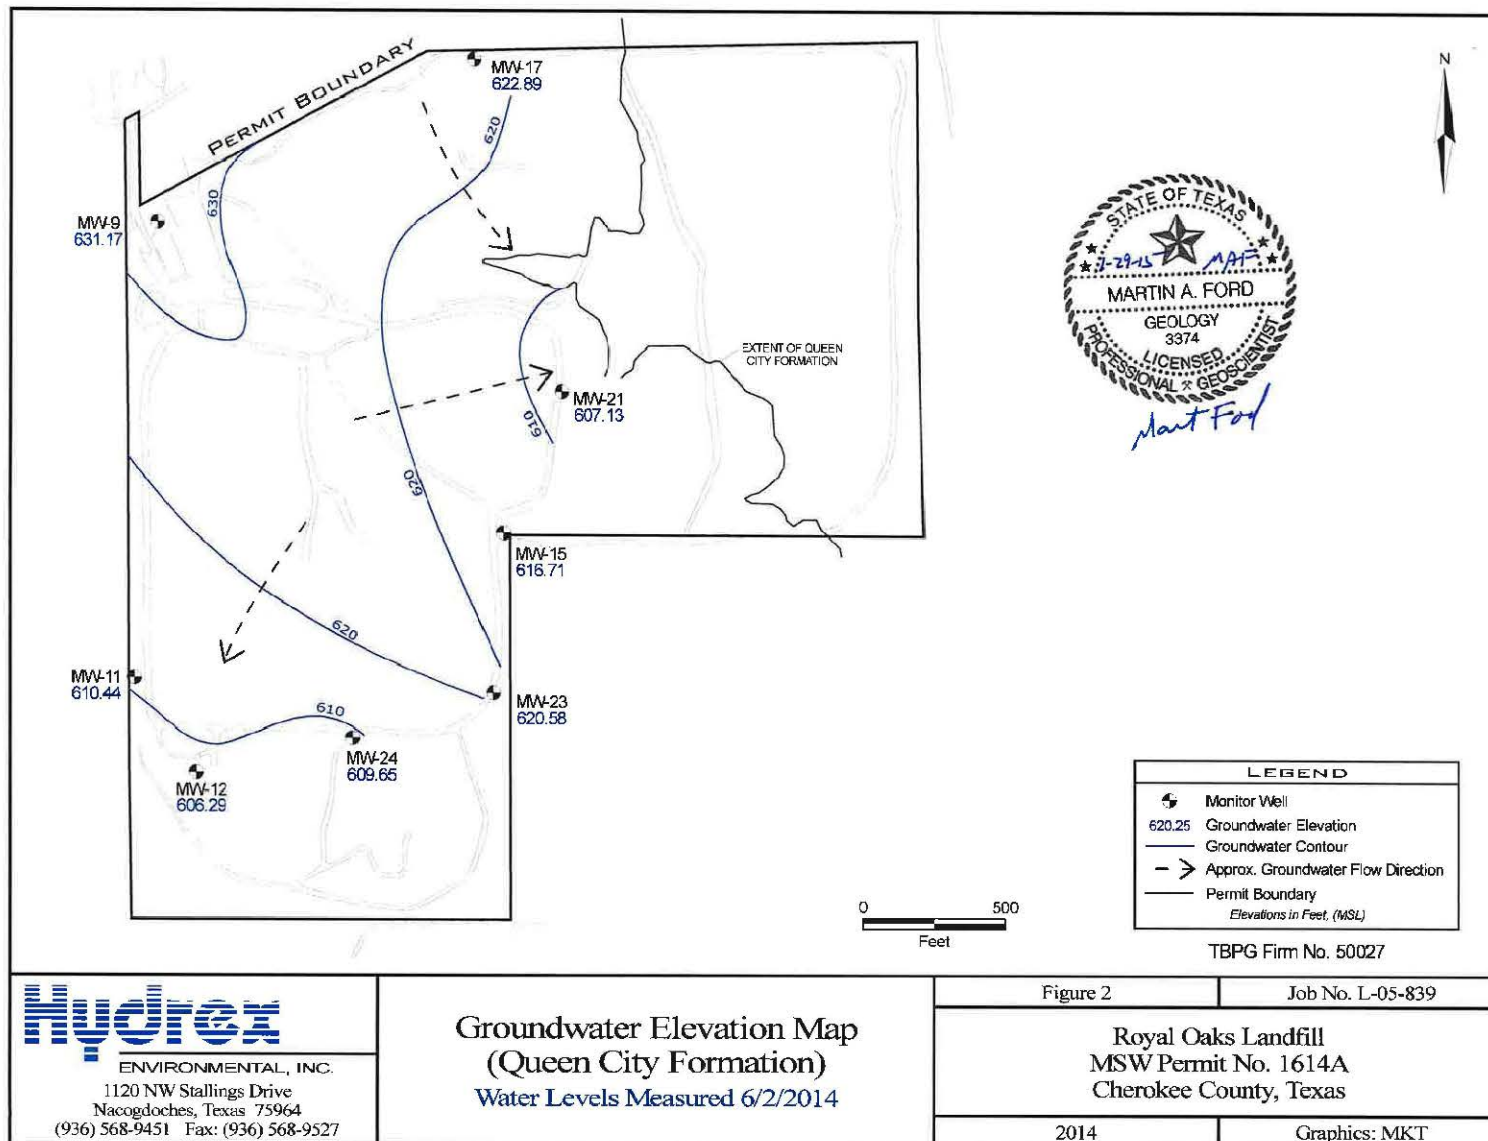 PERMIT BOUNDARY
MW-17
622.89
620
N
630
MW-9
631.17
STATE OF TEXAS
7-29-15 MAF
MARTIN A. FORD
GEOLOGY
3374
LICENSED
PROFESSIONAL GEOSCIENTIST
Mart Ford
EXTENT OF QUEEN
CITY FORMATION
MW-21
607.13
610
620
MW-15
616.71
620
MW-11
610.44
MW-23
620.58
610
MW-24
609.65
MW-12
606.29
LEGEND
Monitor Well
620.25 Groundwater Elevation
Groundwater Contour
Approx. Groundwater Flow Direction
Permit Boundary
Elevations in Feet, (MSL)
0 500
Feet
TBPG Firm No. 50027
Hydrex
ENVIRONMENTAL, INC.
1120 NW Stallings Drive
Nacogdoches, Texas 75964
(936) 568-9451 Fax: (936) 568-9527
Groundwater Elevation Map
(Queen City Formation)
Water Levels Measured 6/2/2014
Figure 2
Job No. L-05-839
Royal Oaks Landfill
MSW Permit No. 1614A
Cherokee County, Texas
2014
Graphics: MKT